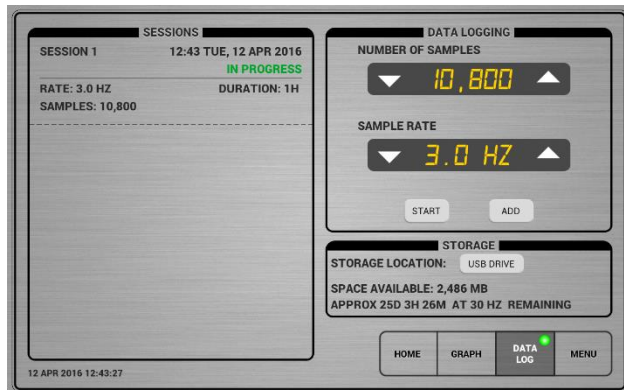 SESSIONS
SESSION 1 12:43 TUE, 12 APR 2016
IN PROGRESS
RATE: 3.0 HZ DURATION: 1H
SAMPLES: 10,800
DATA LOGGING
NUMBER OF SAMPLES
10,800
SAMPLE RATE
3.0 HZ
START ADD
STORAGE
STORAGE LOCATION: USB DRIVE
SPACE AVAILABLE: 2,486 MB
APPROX 25D 3H 26M AT 30 HZ REMAINING
HOME GRAPH DATA LOG MENU
12 APR 2016 12:43:27